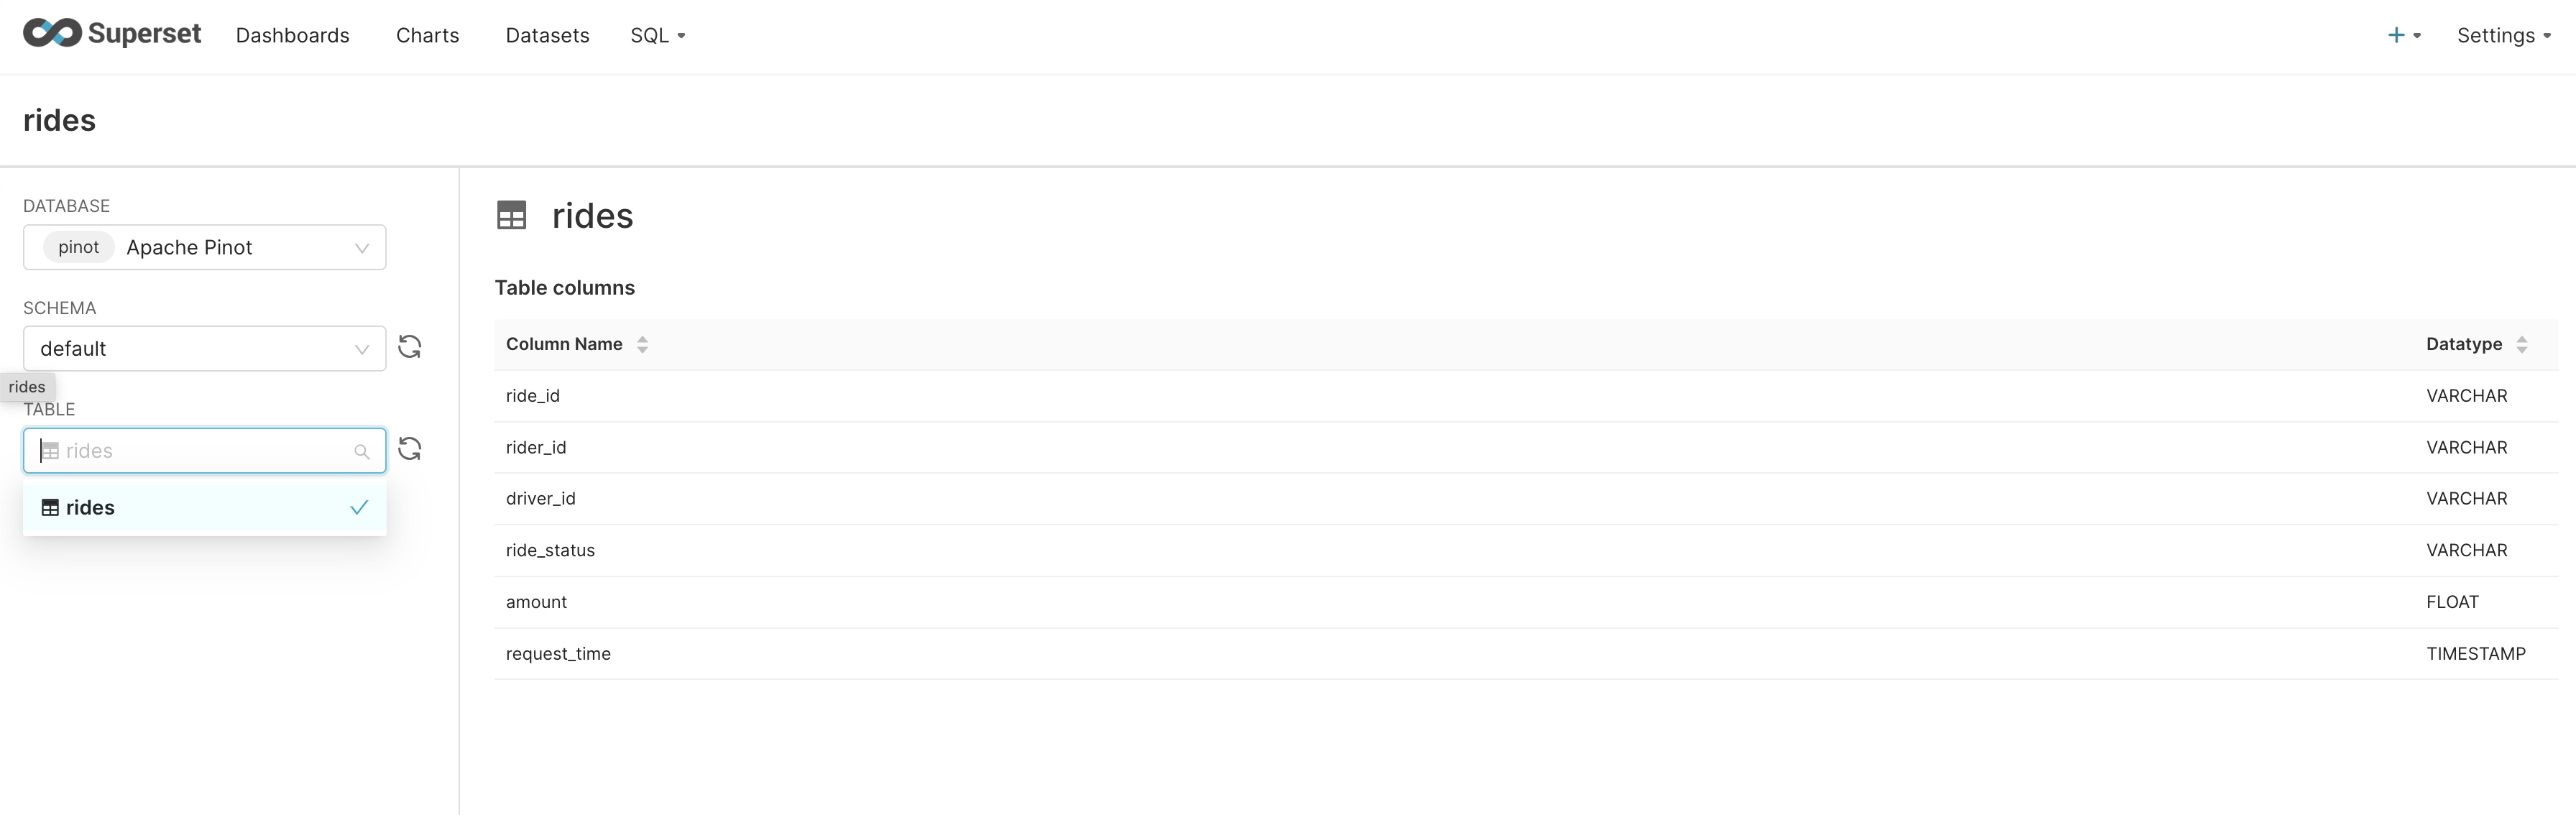 Superset Dashboards Charts Datasets SQL + Settings
rides
DATABASE
pinot Apache Pinot
SCHEMA
default
rides
TABLE
rides
rides
rides
Table columns
Column Name Datatype
ride_id VARCHAR
rider_id VARCHAR
driver_id VARCHAR
ride_status VARCHAR
amount FLOAT
request_time TIMESTAMP